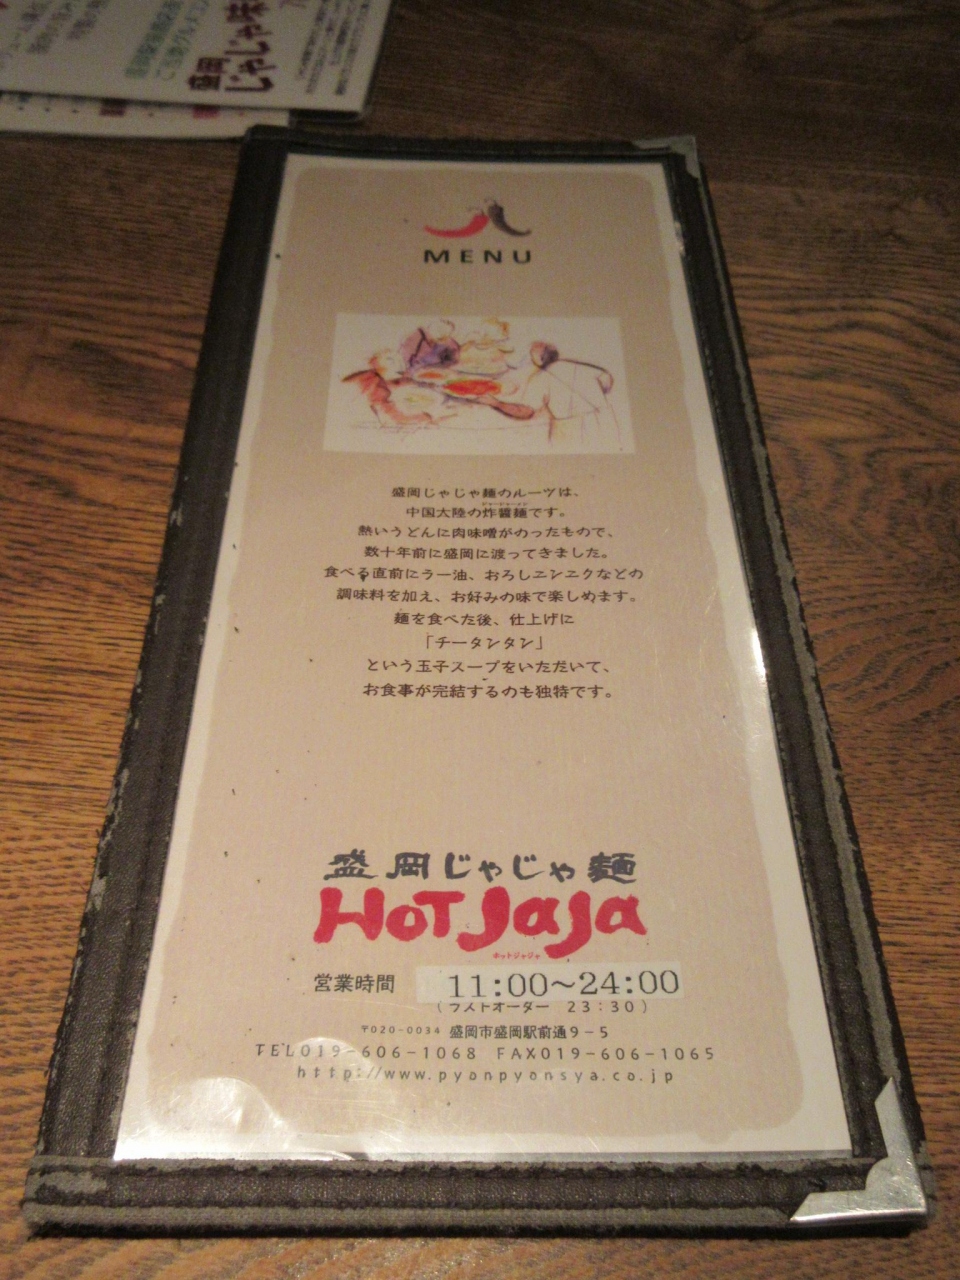 盛岡
じゃじゃ
MENU
盛岡じゃじゃ麺のルーツは、
中国大陸の炸醤麺です。
熱いうどんに肉味噌がのったもので、
数十年前に盛岡に渡ってきました。
食べる直前にラー油、おろしニンニクなどの
調味料を加え、お好みの味で楽しめます。
麺を食べた後、仕上げに
「チータンタン」
という玉子スープをいただいて、
お食事が完結するのも独特です。
盛岡じゃじゃ麺
HOT JaJa
ホットジャジャ
営業時間 11:00〜24:00
(ラストオーダー 23:30)
〒020-0034 盛岡市盛岡駅前通9-5
TEL019-606-1068 FAX019-606-1065
http://www.pyonpyonsya.co.jp